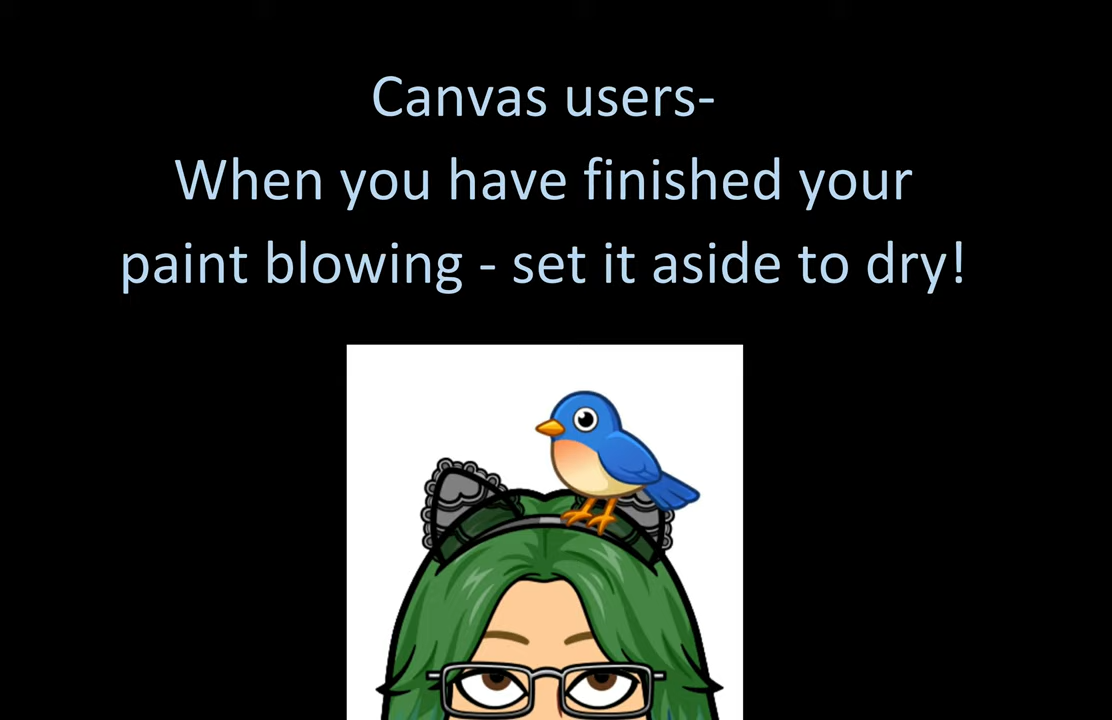 Canvas users-
When you have finished your
paint blowing - set it aside to dry!